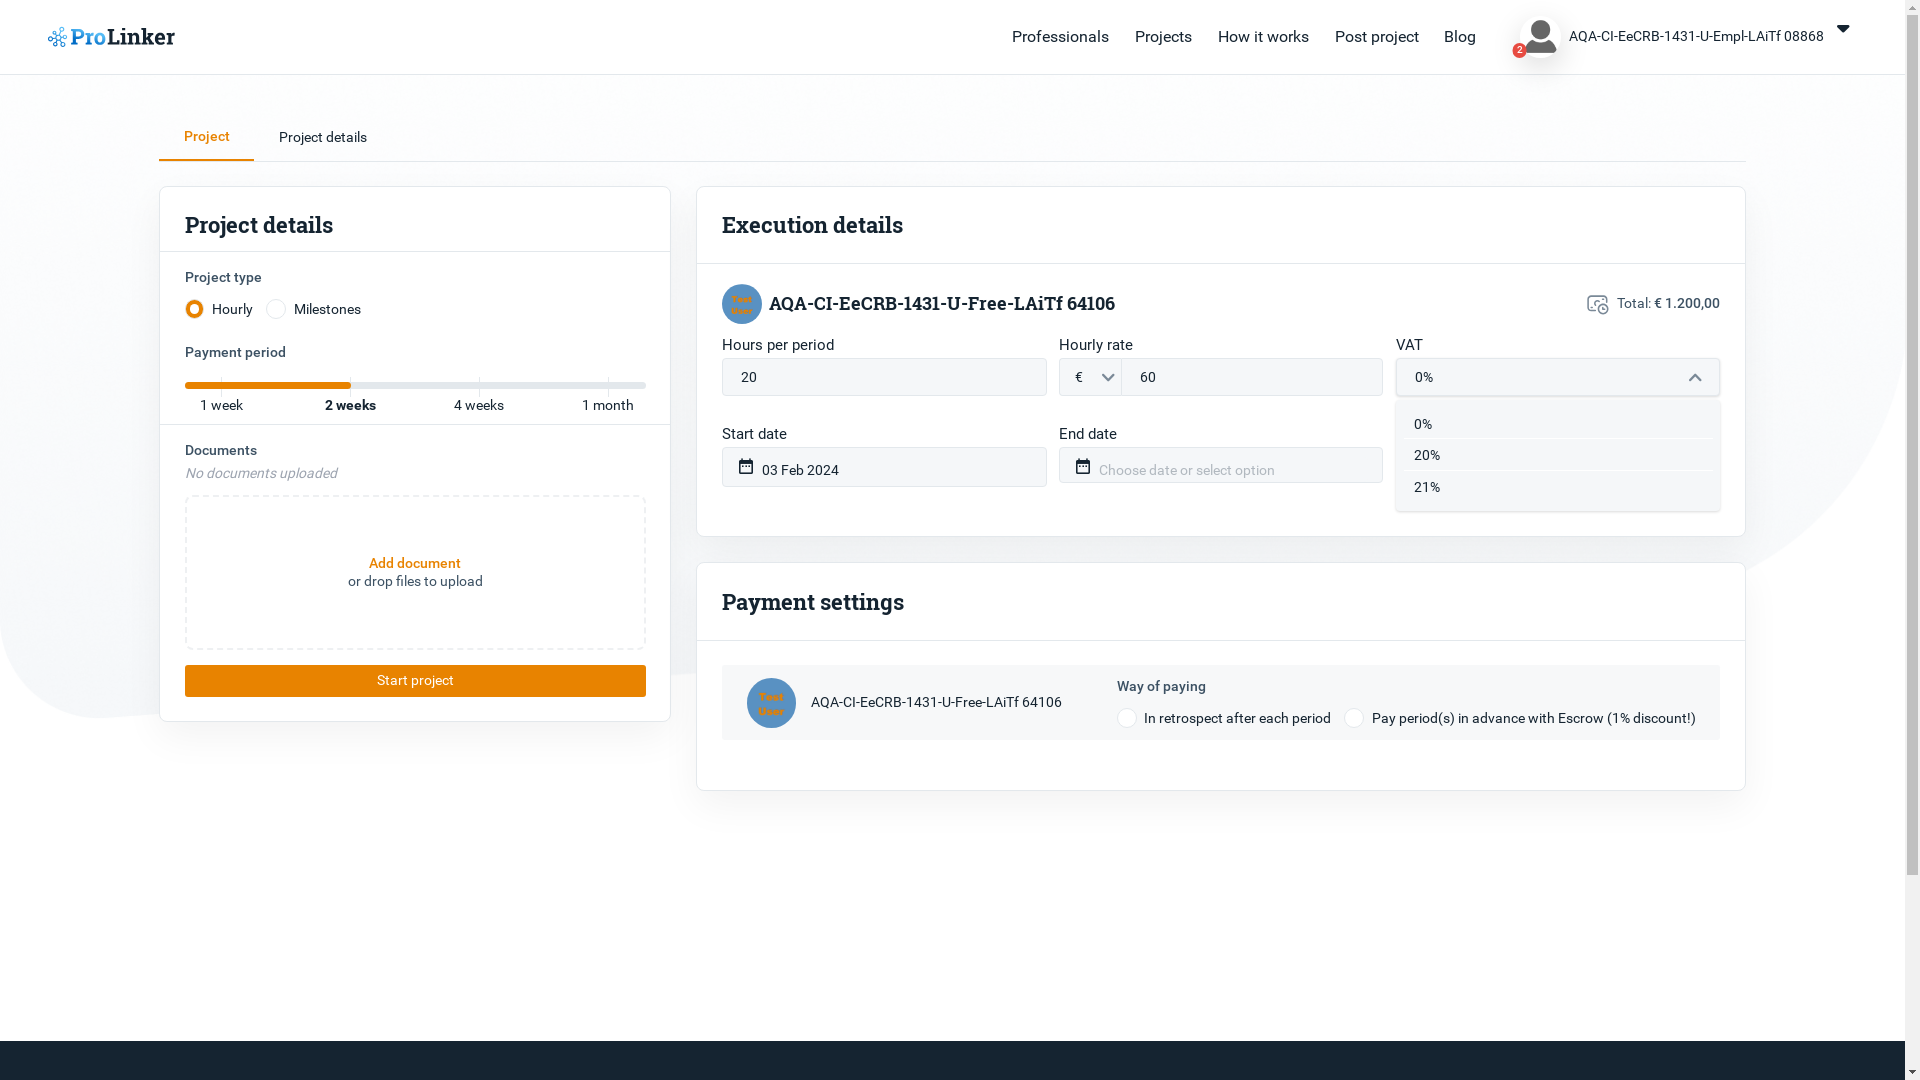 ProLinker
Professionals
Projects
How it works
Post project
Blog
2
AQA-CI-EeCRB-1431-U-Empl-LAiTf 08868
Project
Project details
Project details
Project type
Hourly
Milestones
Payment period
1 week
2 weeks
4 weeks
1 month
Documents
No documents uploaded
Add document
or drop files to upload
Start project
Execution details
Test
User
AQA-CI-EeCRB-1431-U-Free-LAiTf 64106
Total: € 1.200,00
Hours per period
Hourly rate
VAT
20
€
60
0%
0%
20%
21%
Start date
End date
03 Feb 2024
Choose date or select option
Payment settings
Test
User
AQA-CI-EeCRB-1431-U-Free-LAiTf 64106
Way of paying
In retrospect after each period
Pay period(s) in advance with Escrow (1% discount!)